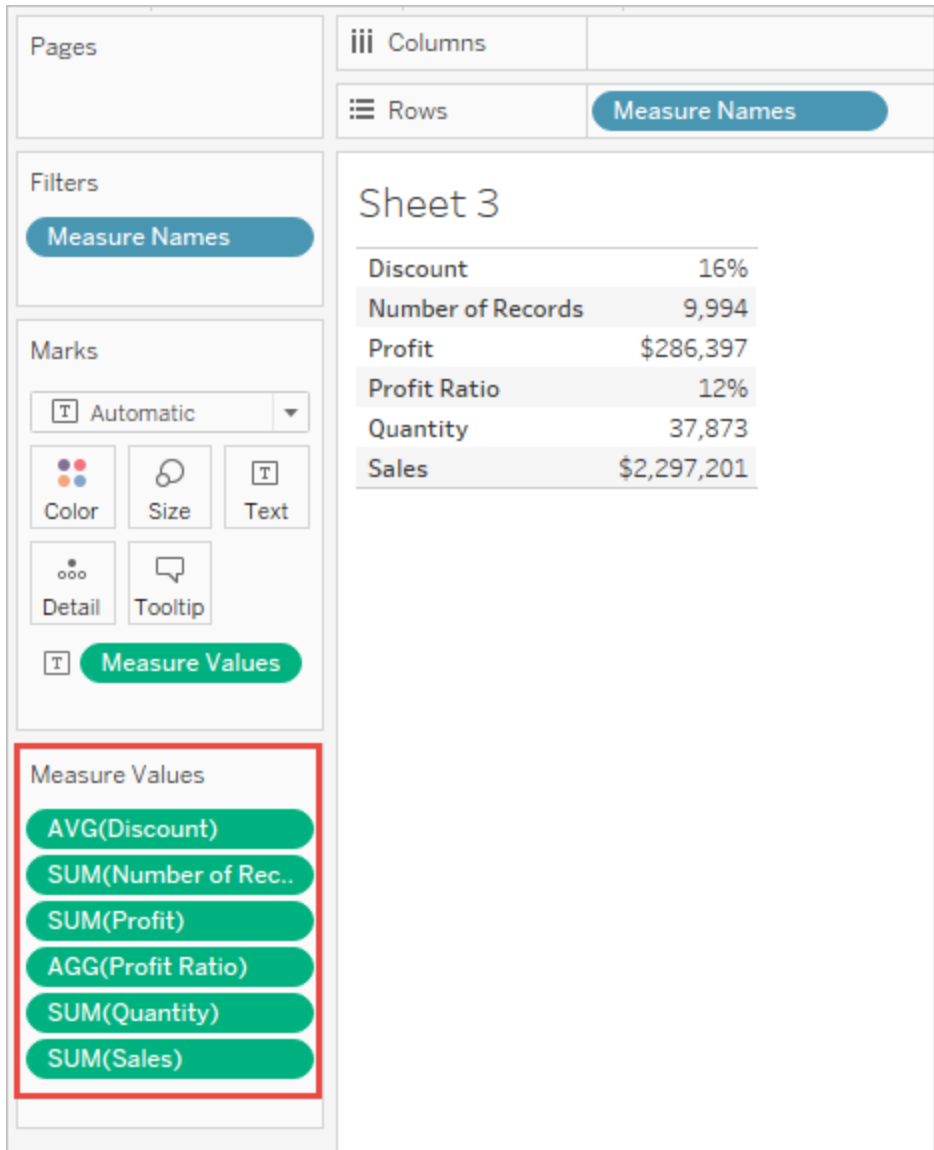 Pages
Columns
Rows
Measure Names
Filters
Measure Names
Marks
T Automatic
Color Size T Text
Detail Tooltip
T Measure Values
Measure Values
AVG(Discount)
SUM(Number of Rec..
SUM(Profit)
AGG(Profit Ratio)
SUM(Quantity)
SUM(Sales)
Sheet 3
Discount 16%
Number of Records 9,994
Profit $286,397
Profit Ratio 12%
Quantity 37,873
Sales $2,297,201